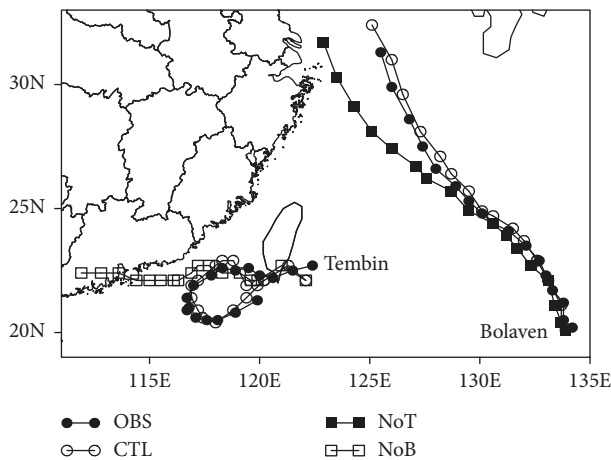 30N
25N
Tembin
20N
Bolaven
115E 120E 125E 130E 135E
OBS NoT
CTL NoB